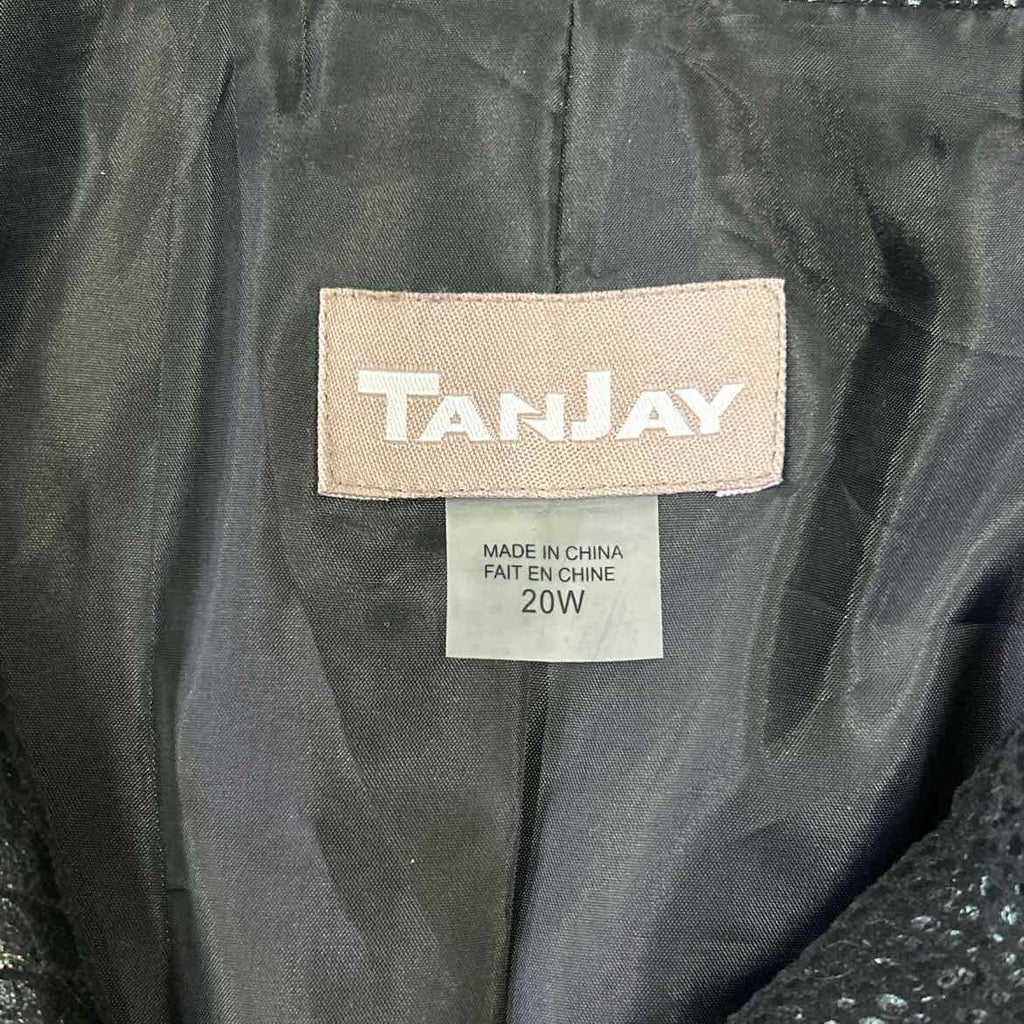 TANJAY
MADE IN CHINA
FAIT EN CHINE
20W